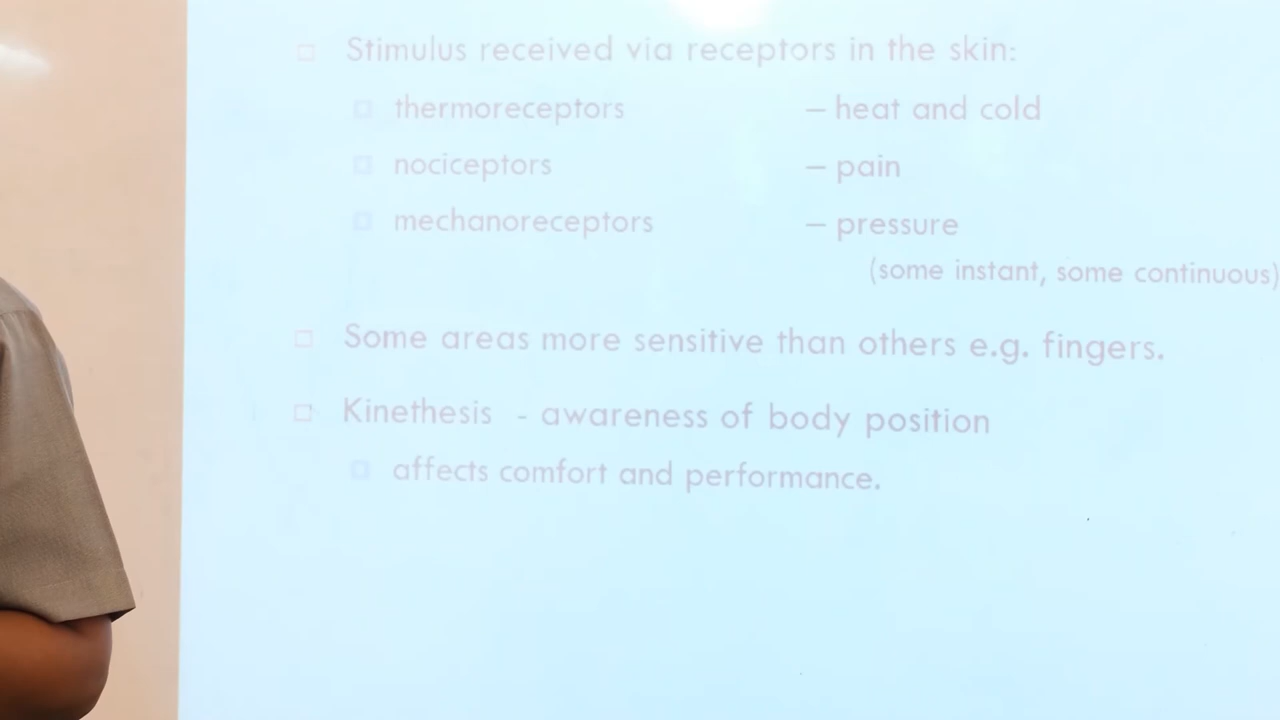 Stimulus received via receptors in the skin:
thermoreceptors – heat and cold
nociceptors – pain
mechanoreceptors – pressure
(some instant, some continuous)
Some areas more sensitive than others e.g. fingers.
Kinethesis - awareness of body position
affects comfort and performance.